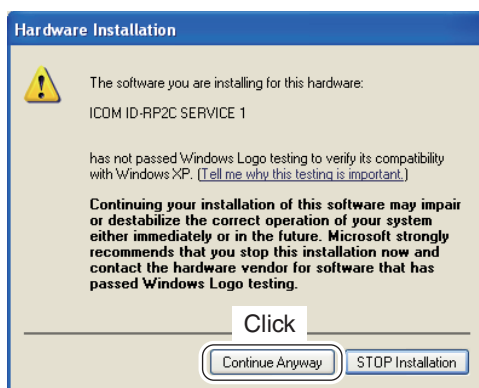 Hardware Installation
The software you are installing for this hardware:
ICOM ID-RP2C SERVICE 1
has not passed Windows Logo testing to verify its compatibility
with Windows XP. (Tell me why this testing is important.)
Continuing your installation of this software may impair
or destabilize the correct operation of your system
either immediately or in the future. Microsoft strongly
recommends that you stop this installation now and
contact the hardware vendor for software that has
passed Windows Logo testing.
Click
Continue Anyway
STOP Installation